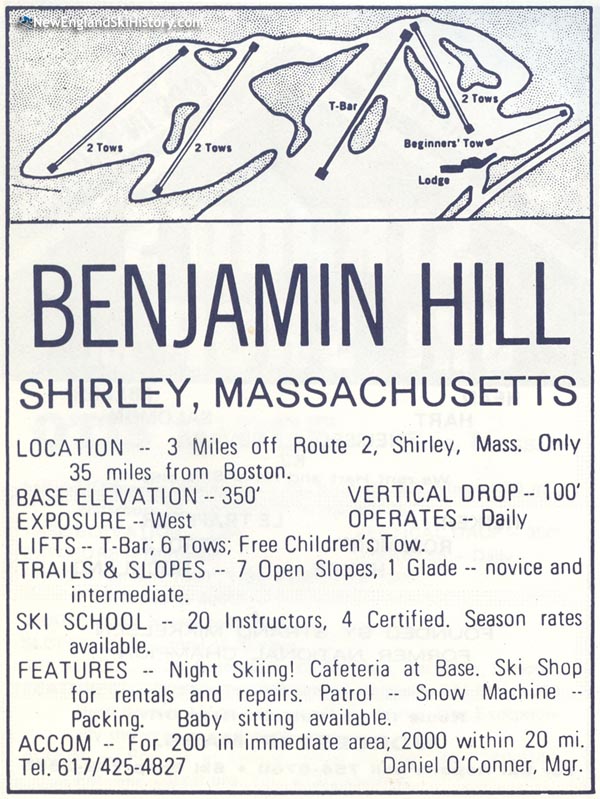 NewEnglandSkiHistory.com
2 Tows
T-Bar
Beginners' Tow
2 Tows
2 Tows
Lodge
BENJAMIN HILL
SHIRLEY, MASSACHUSETTS
LOCATION -- 3 Miles off Route 2, Shirley, Mass. Only
35 miles from Boston.
BASE ELEVATION -- 350' VERTICAL DROP -- 100'
EXPOSURE -- West OPERATES -- Daily
LIFTS -- T-Bar; 6 Tows; Free Children's Tow.
TRAILS & SLOPES -- 7 Open Slopes, 1 Glade -- novice and
intermediate.
SKI SCHOOL -- 20 Instructors, 4 Certified. Season rates
available.
FEATURES -- Night Skiing! Cafeteria at Base. Ski Shop
for rentals and repairs. Patrol -- Snow Machine --
Packing. Baby sitting available.
ACCOM -- For 200 in immediate area; 2000 within 20 mi.
Tel. 617/425-4827 Daniel O'Conner, Mgr.